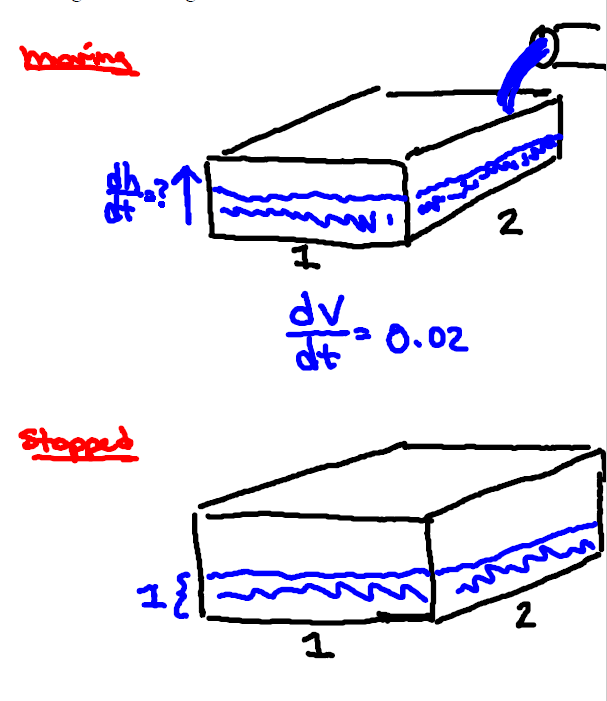 Moving
dh/dt = ?
2
1
dV/dt = 0.02
Stopped
1 {
2
1